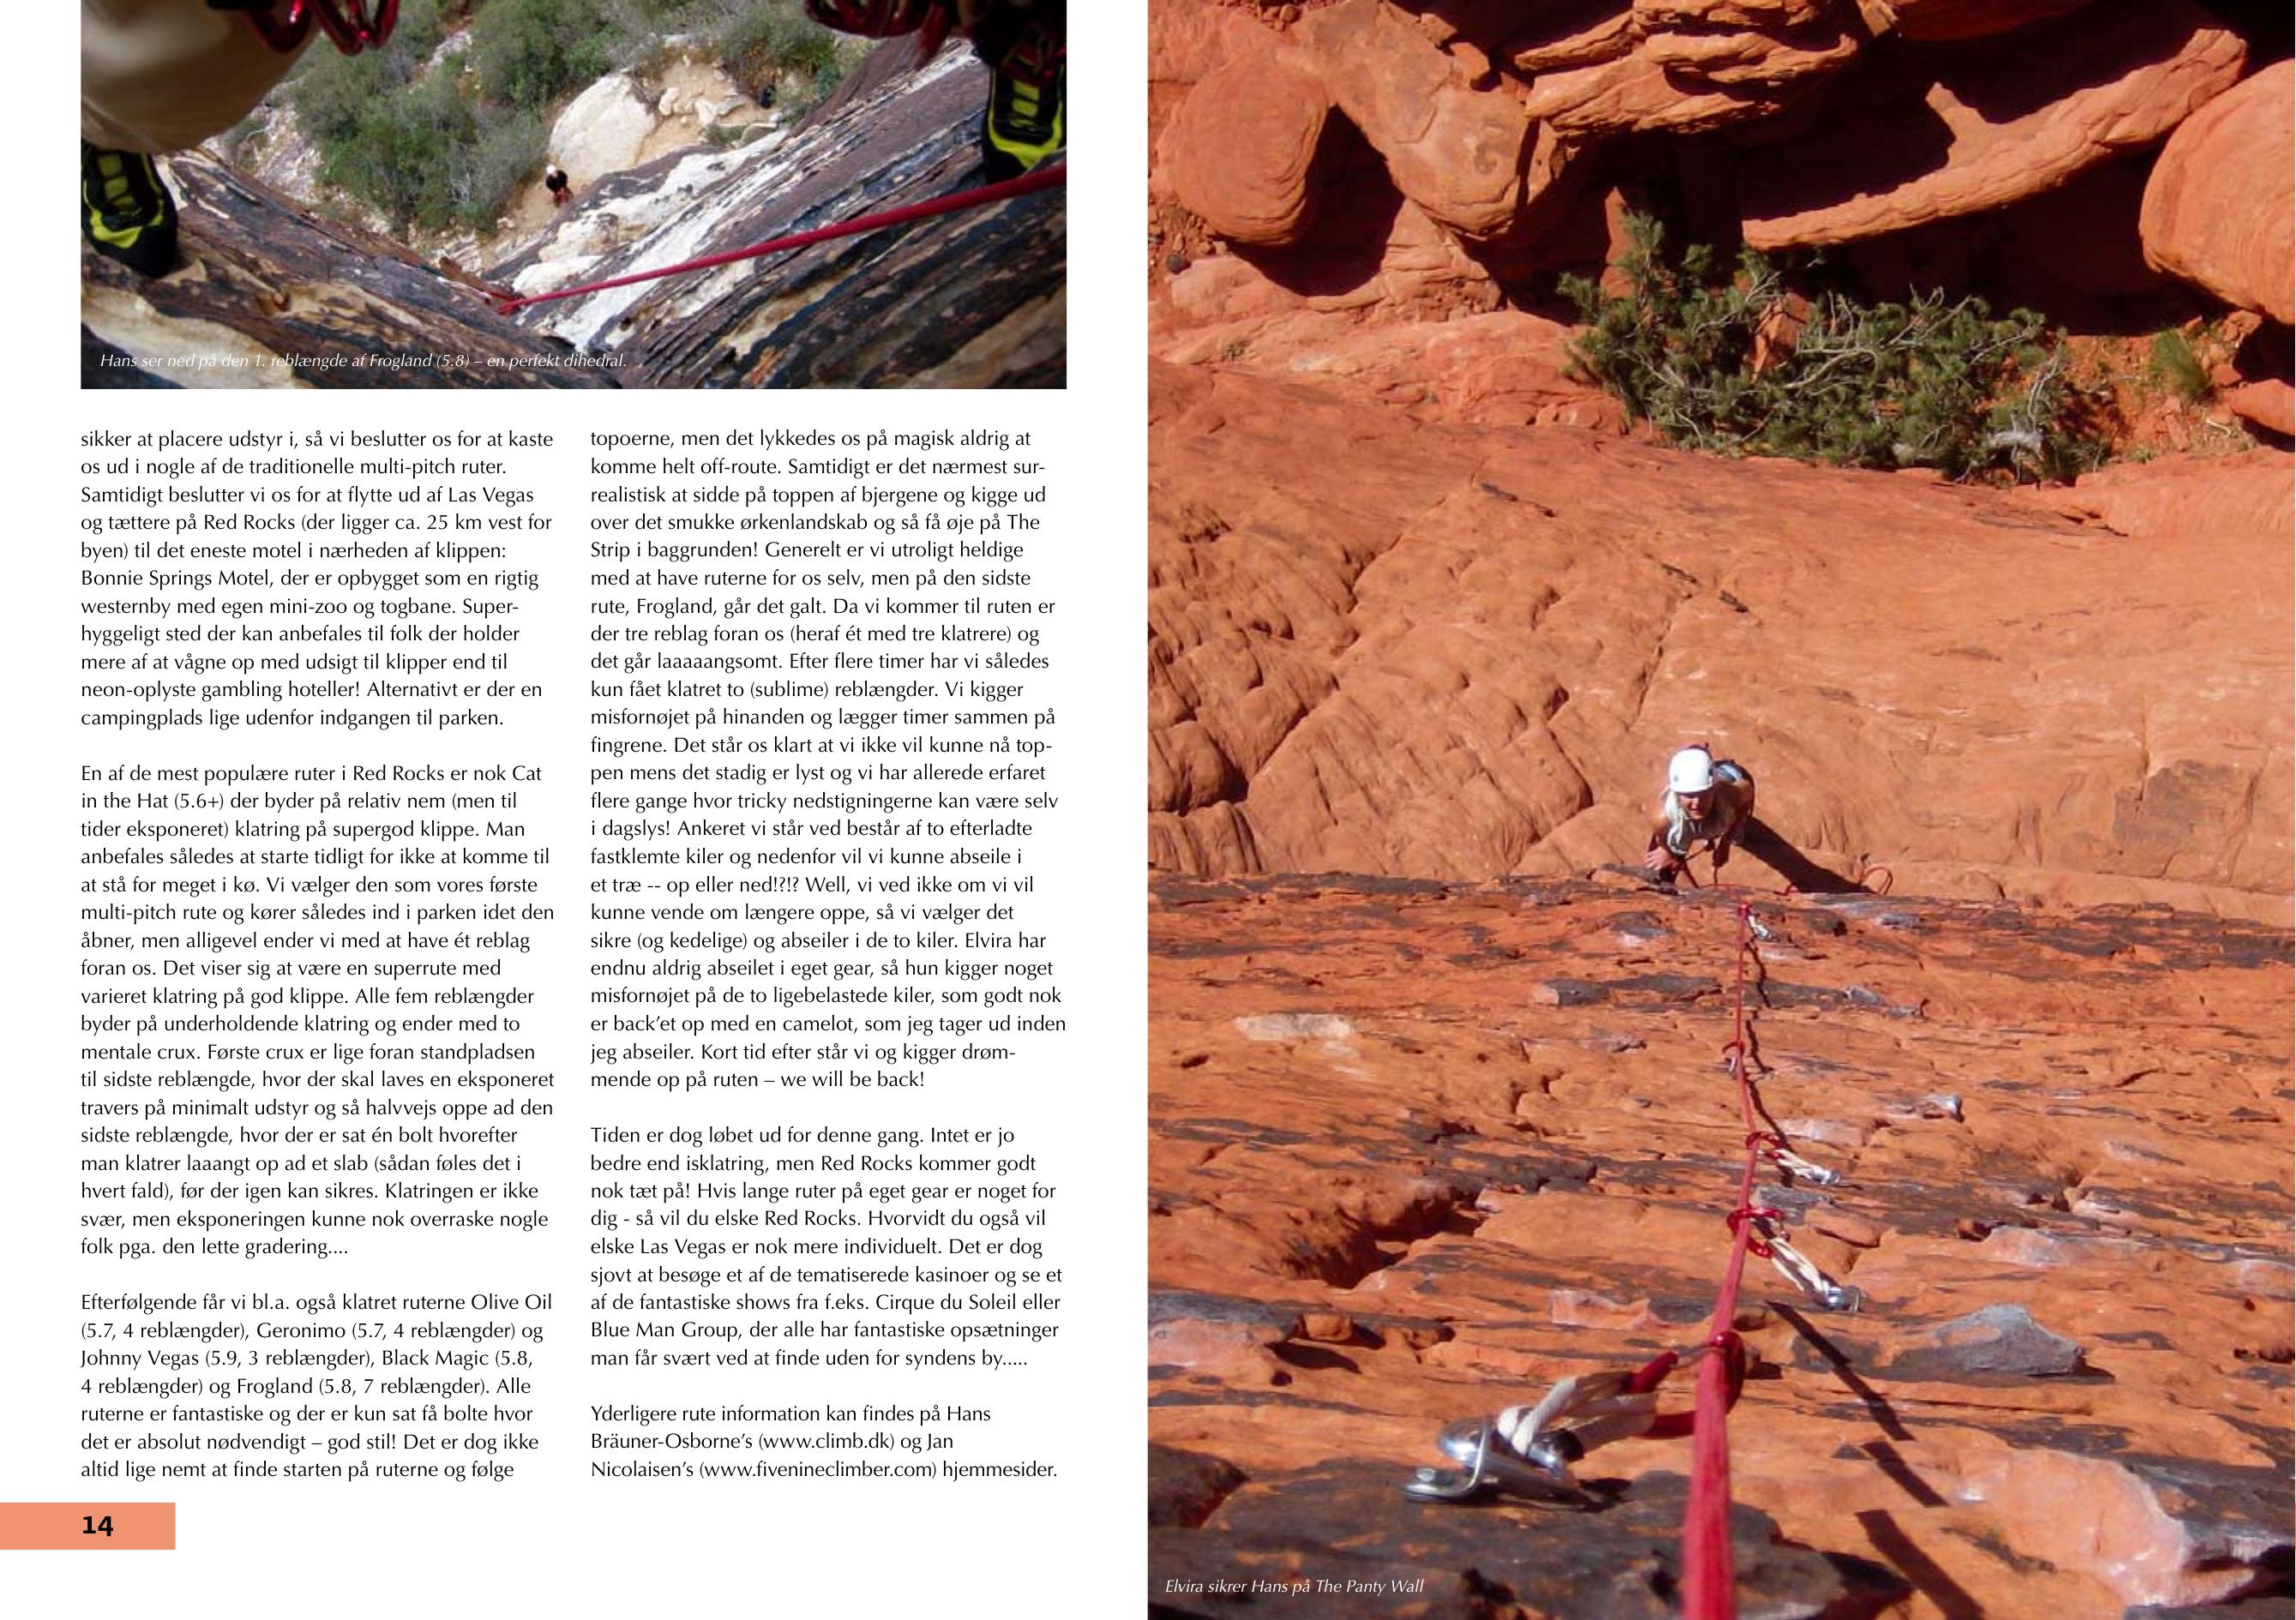 Hans ser ned på den 1. reblængde af Frogland (5.8) – en perfekt dihedral.
sikker at placere udstyr i, så vi beslutter os for at kaste
os ud i nogle af de traditionelle multi-pitch ruter.
Samtidigt beslutter vi os for at flytte ud af Las Vegas
og tættere på Red Rocks (der ligger ca. 25 km vest for
byen) til det eneste motel i nærheden af klippen:
Bonnie Springs Motel, der er opbygget som en rigtig
westernby med egen mini-zoo og togbane. Super-
hyggeligt sted der kan anbefales til folk der holder
mere af at vågne op med udsigt til klipper end til
neon-oplyste gambling hoteller! Alternativt er der en
campingplads lige udenfor indgangen til parken.
En af de mest populære ruter i Red Rocks er nok Cat
in the Hat (5.6+) der byder på relativ nem (men til
tider eksponeret) klatring på supergod klippe. Man
anbefales således at starte tidligt for ikke at komme til
at stå for meget i kø. Vi vælger den som vores første
multi-pitch rute og kører således ind i parken idet den
åbner, men alligevel ender vi med at have ét reblag
foran os. Det viser sig at være en superrute med
varieret klatring på god klippe. Alle fem reblængder
byder på underholdende klatring og ender med to
mentale crux. Første crux er lige foran standpladsen
til sidste reblængde, hvor der skal laves en eksponeret
travers på minimalt udstyr og så halvvejs oppe ad den
sidste reblængde, hvor der er sat én bolt hvorefter
man klatrer laaangt op ad et slab (sådan føles det i
hvert fald), før der igen kan sikres. Klatringen er ikke
svær, men eksponeringen kunne nok overraske nogle
folk pga. den lette gradering....
Efterfølgende får vi bl.a. også klatret ruterne Olive Oil
(5.7, 4 reblængder), Geronimo (5.7, 4 reblængder) og
Johnny Vegas (5.9, 3 reblængder), Black Magic (5.8,
4 reblængder) og Frogland (5.8, 7 reblængder). Alle
ruterne er fantastiske og der er kun sat få bolte hvor
det er absolut nødvendigt – god stil! Det er dog ikke
altid lige nemt at finde starten på ruterne og følge
topoerne, men det lykkedes os på magisk aldrig at
komme helt off-route. Samtidigt er det nærmest sur-
realistisk at sidde på toppen af bjergene og kigge ud
over det smukke ørkenlandskab og så få øje på The
Strip i baggrunden! Generelt er vi utroligt heldige
med at have ruterne for os selv, men på den sidste
rute, Frogland, går det galt. Da vi kommer til ruten er
der tre reblag foran os (heraf ét med tre klatrere) og
det går laaaaangsomt. Efter flere timer har vi således
kun fået klatret to (sublime) reblængder. Vi kigger
misfornøjet på hinanden og lægger timer sammen på
fingrene. Det står os klart at vi ikke vil kunne nå top-
pen mens det stadig er lyst og vi har allerede erfaret
flere gange hvor tricky nedstigningerne kan være selv
i dagslys! Ankeret vi står ved består af to efterladte
fastklemte kiler og nedenfor vil vi kunne abseile i
et træ -- op eller ned!?!? Well, vi ved ikke om vi vil
kunne vende om længere oppe, så vi vælger det
sikre (og kedelige) og abseiler i de to kiler. Elvira har
endnu aldrig abseilet i eget gear, så hun kigger noget
misfornøjet på de to ligebelastede kiler, som godt nok
er back’et op med en camelot, som jeg tager ud inden
jeg abseiler. Kort tid efter står vi og kigger drøm-
mende op på ruten – we will be back!
Tiden er dog løbet ud for denne gang. Intet er jo
bedre end isklatring, men Red Rocks kommer godt
nok tæt på! Hvis lange ruter på eget gear er noget for
dig - så vil du elske Red Rocks. Hvorvidt du også vil
elske Las Vegas er nok mere individuelt. Det er dog
sjovt at besøge et af de tematiserede kasinoer og se et
af de fantastiske shows fra f.eks. Cirque du Soleil eller
Blue Man Group, der alle har fantastiske opsætninger
man får svært ved at finde uden for syndens by.....
Yderligere rute information kan findes på Hans
Bräuner-Osborne’s (www.climb.dk) og Jan
Nicolaisen’s (www.fivenineclimber.com) hjemmesider.
14
Elvira sikrer Hans på The Panty Wall